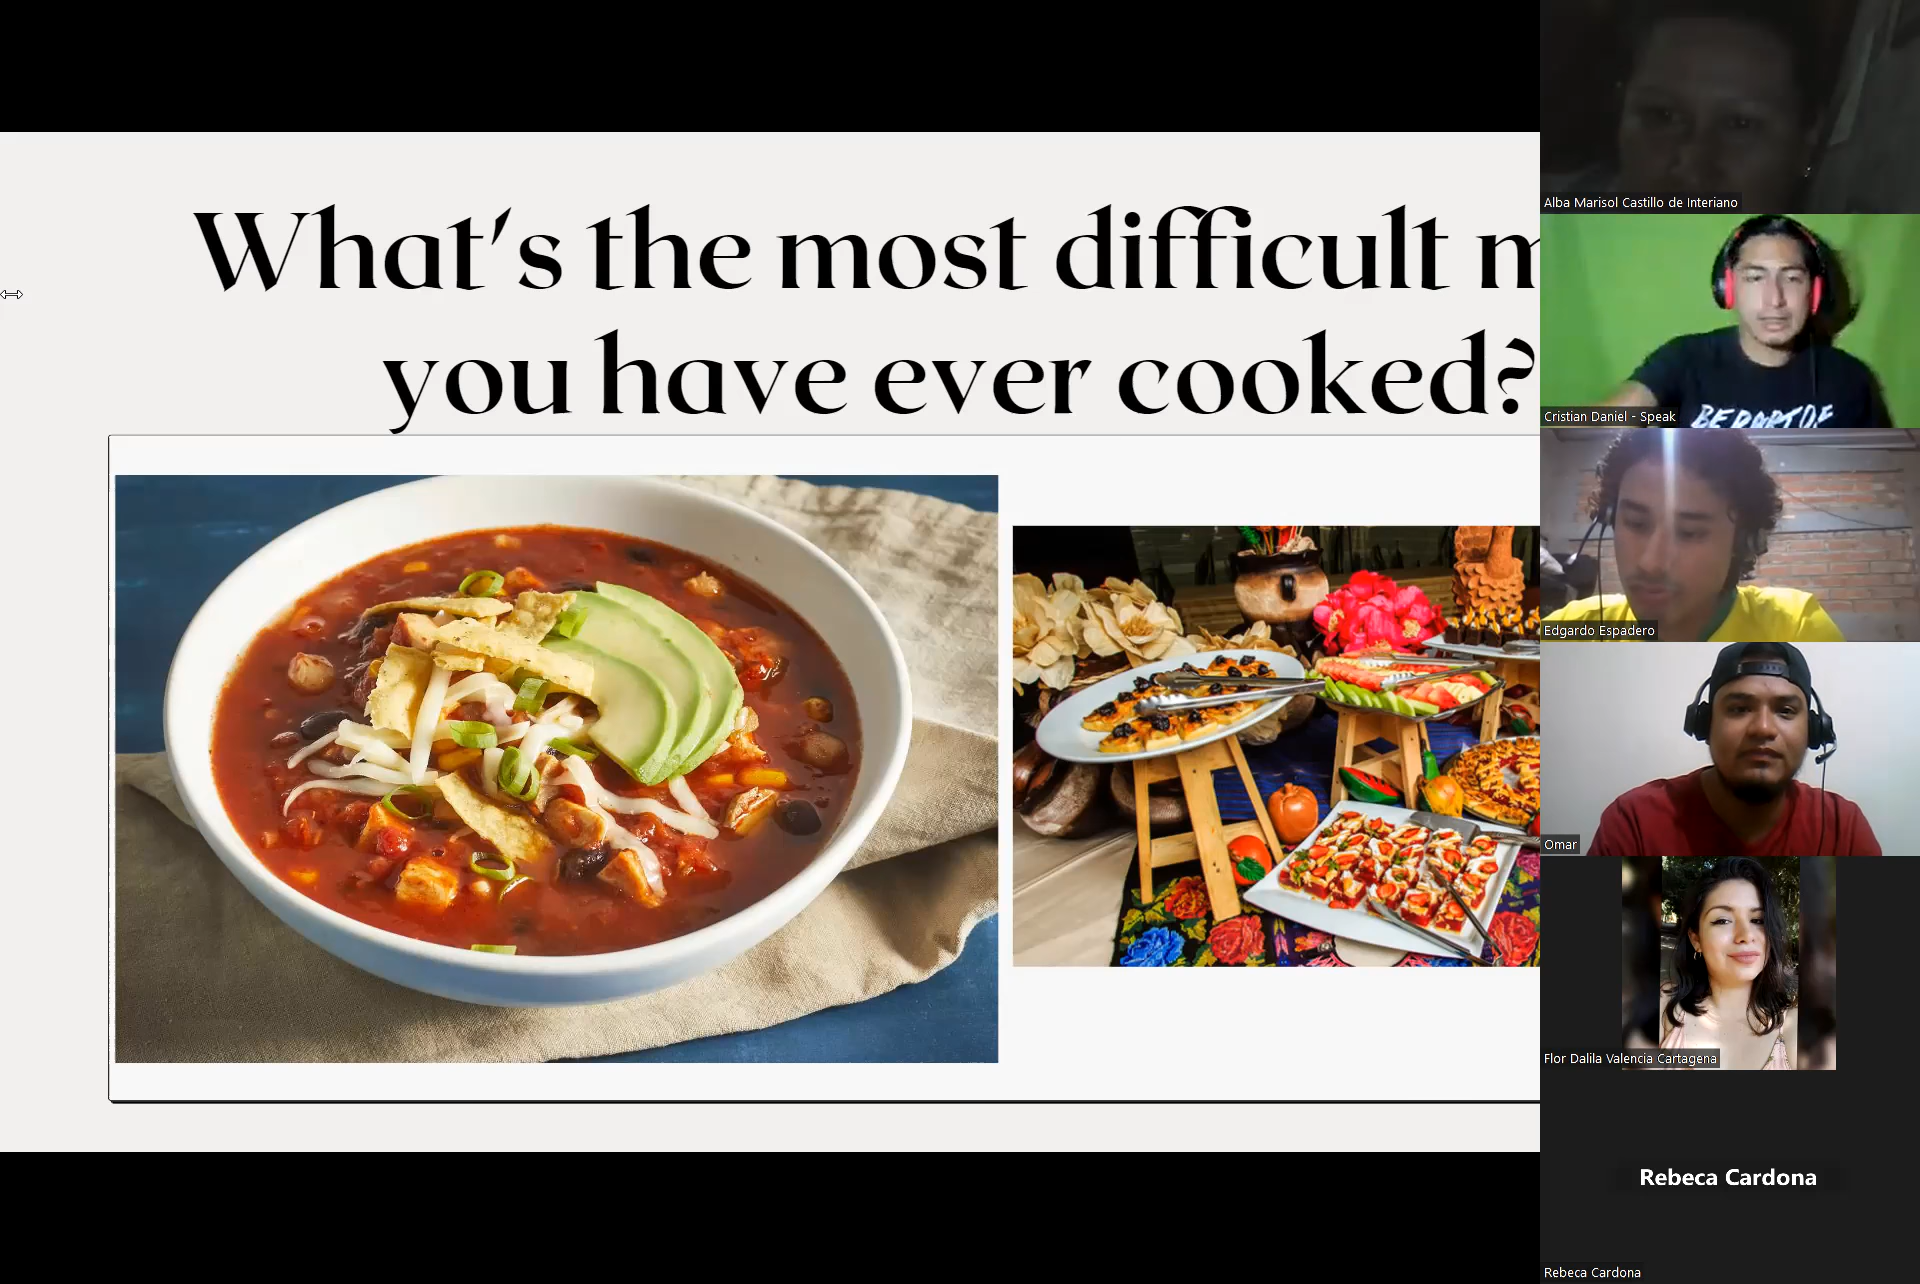 What's the most difficult m
you have ever cooked?
Alba Marisol Castillo de Interiano
Cristian Daniel - Speak
Edgardo Espadero
Omar
Flor Dalila Valencia Cartagena
Rebeca Cardona
Rebeca Cardona